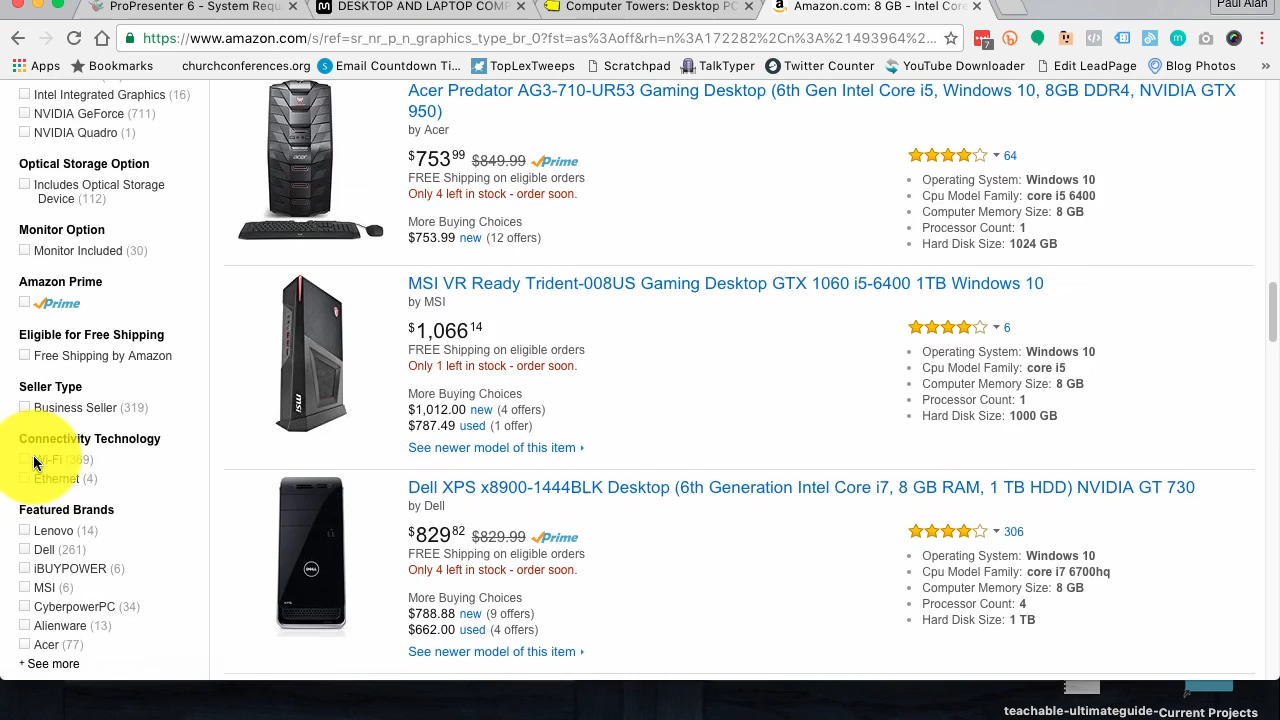 ProPresenter 6 - System Requ
DESKTOP AND LAPTOP COMP
Computer Towers: Desktop PC
Amazon.com: 8 GB - Intel Core
Paul Alan
https://www.amazon.com/s/ref=sr_nr_p_n_graphics_type_br_0?fst=as%3Aoff&rh=n%3A172282%2Cn%3A%21493964%2...
7
Apps
Bookmarks
churchconferences.org
Email Countdown Ti...
TopLexTweeps
Scratchpad
TalkTyper
Twitter Counter
YouTube Downloader
Edit LeadPage
Blog Photos
»
Intel Integrated Graphics (16)
NVIDIA GeForce (711)
NVIDIA Quadro (1)
Optical Storage Option
Includes Optical Storage
Device (112)
Monitor Option
Monitor Included (30)
Amazon Prime
Prime
Eligible for Free Shipping
Free Shipping by Amazon
Seller Type
Business Seller (319)
Connectivity Technology
Wi-Fi (369)
Ethernet (4)
Featured Brands
Lenovo (14)
Dell (261)
iBUYPOWER (6)
MSI (6)
CyberpowerPC (34)
Alienware (13)
Acer (77)
+ See more
Acer Predator AG3-710-UR53 Gaming Desktop (6th Gen Intel Core i5, Windows 10, 8GB DDR4, NVIDIA GTX
950)
by Acer
$753 99 $849.99 Prime
FREE Shipping on eligible orders
Only 4 left in stock - order soon.
More Buying Choices
$753.99 new (12 offers)
64
Operating System: Windows 10
Cpu Model Family: core i5 6400
Computer Memory Size: 8 GB
Processor Count: 1
Hard Disk Size: 1024 GB
MSI VR Ready Trident-008US Gaming Desktop GTX 1060 i5-6400 1TB Windows 10
by MSI
$1,066 14
FREE Shipping on eligible orders
Only 1 left in stock - order soon.
More Buying Choices
$1,012.00 new (4 offers)
$787.49 used (1 offer)
See newer model of this item
6
Operating System: Windows 10
Cpu Model Family: core i5
Computer Memory Size: 8 GB
Processor Count: 1
Hard Disk Size: 1000 GB
Dell XPS x8900-1444BLK Desktop (6th Generation Intel Core i7, 8 GB RAM, 1 TB HDD) NVIDIA GT 730
by Dell
$829 82 $829.99 Prime
FREE Shipping on eligible orders
Only 4 left in stock - order soon.
More Buying Choices
$788.88 new (9 offers)
$662.00 used (4 offers)
See newer model of this item
306
Operating System: Windows 10
Cpu Model Family: core i7 6700hq
Computer Memory Size: 8 GB
Processor Count: 4
Hard Disk Size: 1 TB
acer
msi
DELL
teachable-ultimateguide-
Current Projects